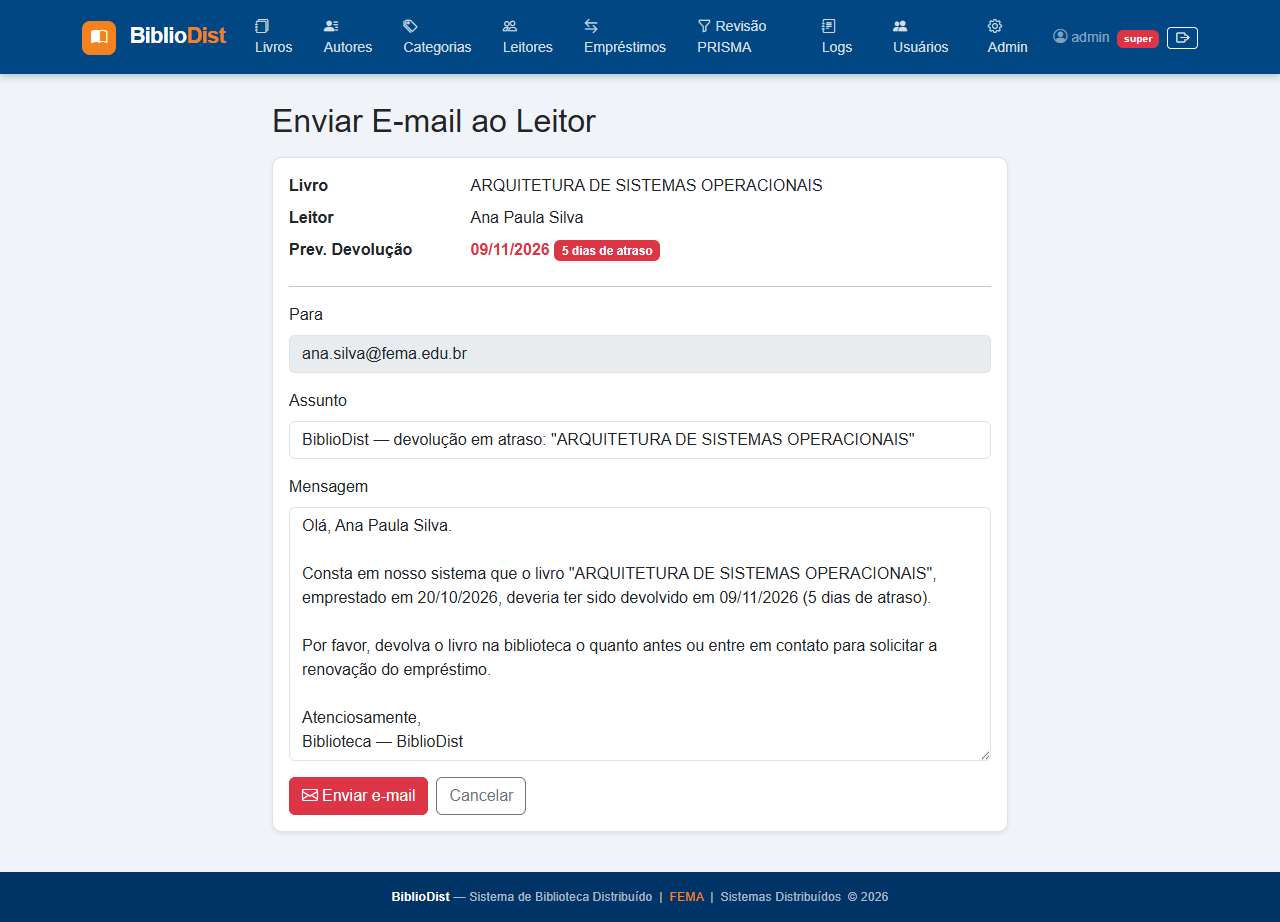 BiblioDist
Livros
Autores
Categorias
Leitores
Empréstimos
Revisão
PRISMA
Logs
Usuários
Admin
admin super
Enviar E-mail ao Leitor
Livro ARQUITETURA DE SISTEMAS OPERACIONAIS
Leitor Ana Paula Silva
Prev. Devolução 09/11/2026 5 dias de atraso
Para
ana.silva@fema.edu.br
Assunto
BiblioDist — devolução em atraso: "ARQUITETURA DE SISTEMAS OPERACIONAIS"
Mensagem
Olá, Ana Paula Silva.
Consta em nosso sistema que o livro "ARQUITETURA DE SISTEMAS OPERACIONAIS",
emprestado em 20/10/2026, deveria ter sido devolvido em 09/11/2026 (5 dias de atraso).
Por favor, devolva o livro na biblioteca o quanto antes ou entre em contato para solicitar a
renovação do empréstimo.
Atenciosamente,
Biblioteca — BiblioDist
Enviar e-mail Cancelar
BiblioDist — Sistema de Biblioteca Distribuído | FEMA | Sistemas Distribuídos © 2026